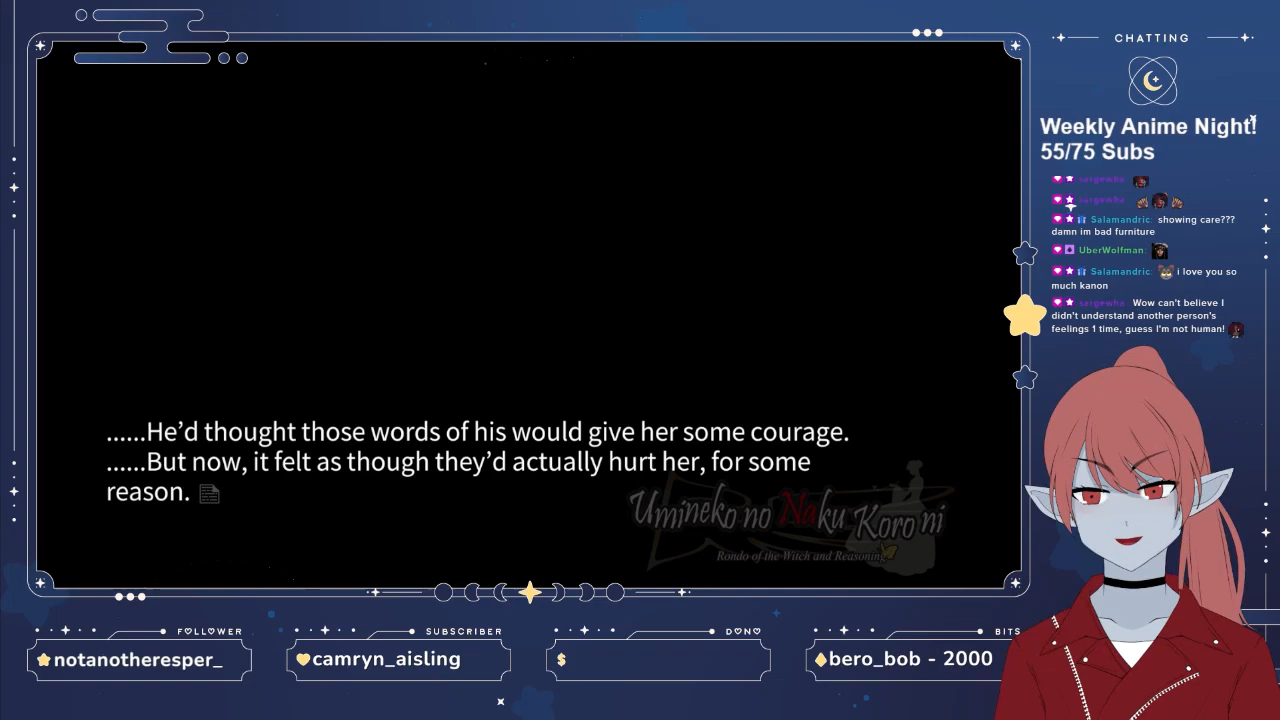 CHATTING
Weekly Anime Night!
55/75 Subs
sargewha
sargewha
Salamandric: showing care???
damn im bad furniture
UberWolfman:
Salamandric: i love you so
much kanon
sargewha: Wow can't believe I
didn't understand another person's
feelings 1 time, guess I'm not human!
......He'd thought those words of his would give her some courage.
......But now, it felt as though they'd actually hurt her, for some
reason.
Umineko no Naku Koro ni
Rondo of the Witch and Reasoning
FOLLOWER
notanotheresper_
SUBSCRIBER
camryn_aisling
DONO
$
BITS
bero_bob - 2000